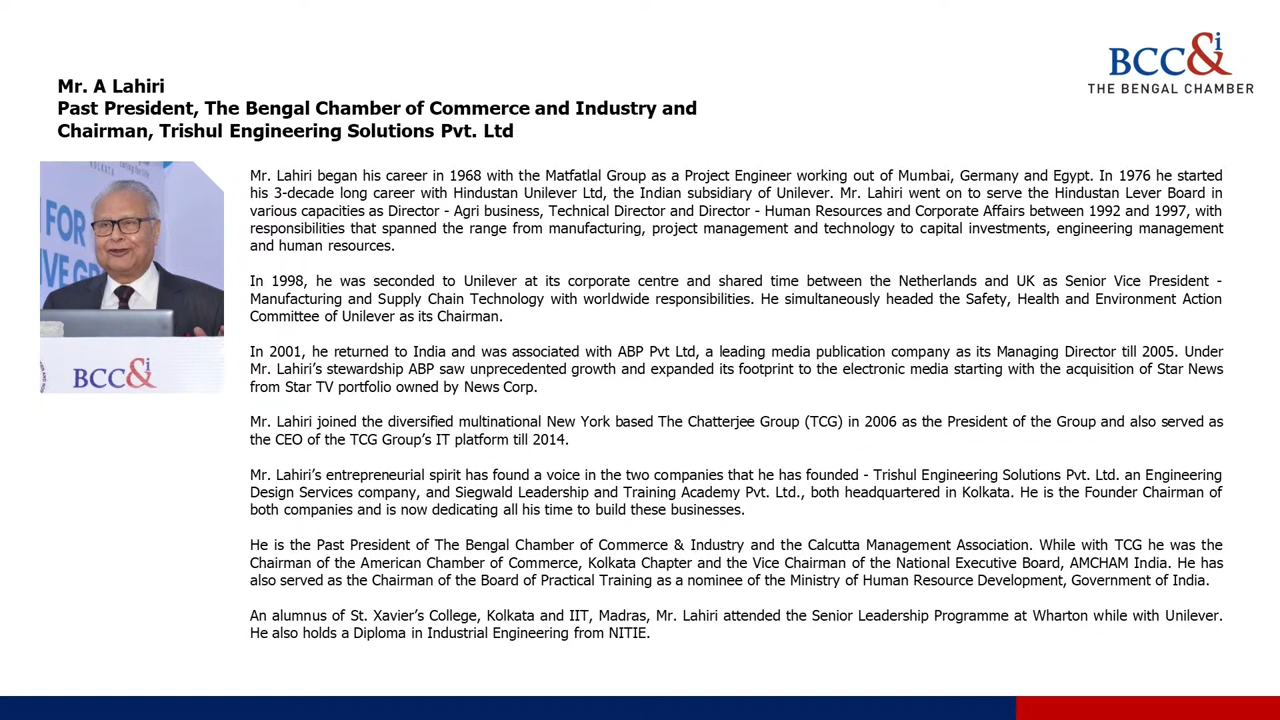 BCC&i
THE BENGAL CHAMBER
Mr. A Lahiri
Past President, The Bengal Chamber of Commerce and Industry and
Chairman, Trishul Engineering Solutions Pvt. Ltd
KOLKATA
FOR
IVE GR
BCC&i
Mr. Lahiri began his career in 1968 with the Matfatlal Group as a Project Engineer working out of Mumbai, Germany and Egypt. In 1976 he started
his 3-decade long career with Hindustan Unilever Ltd, the Indian subsidiary of Unilever. Mr. Lahiri went on to serve the Hindustan Lever Board in
various capacities as Director - Agri business, Technical Director and Director - Human Resources and Corporate Affairs between 1992 and 1997, with
responsibilities that spanned the range from manufacturing, project management and technology to capital investments, engineering management
and human resources.
In 1998, he was seconded to Unilever at its corporate centre and shared time between the Netherlands and UK as Senior Vice President -
Manufacturing and Supply Chain Technology with worldwide responsibilities. He simultaneously headed the Safety, Health and Environment Action
Committee of Unilever as its Chairman.
In 2001, he returned to India and was associated with ABP Pvt Ltd, a leading media publication company as its Managing Director till 2005. Under
Mr. Lahiri's stewardship ABP saw unprecedented growth and expanded its footprint to the electronic media starting with the acquisition of Star News
from Star TV portfolio owned by News Corp.
Mr. Lahiri joined the diversified multinational New York based The Chatterjee Group (TCG) in 2006 as the President of the Group and also served as
the CEO of the TCG Group's IT platform till 2014.
Mr. Lahiri's entrepreneurial spirit has found a voice in the two companies that he has founded - Trishul Engineering Solutions Pvt. Ltd. an Engineering
Design Services company, and Siegwald Leadership and Training Academy Pvt. Ltd., both headquartered in Kolkata. He is the Founder Chairman of
both companies and is now dedicating all his time to build these businesses.
He is the Past President of The Bengal Chamber of Commerce & Industry and the Calcutta Management Association. While with TCG he was the
Chairman of the American Chamber of Commerce, Kolkata Chapter and the Vice Chairman of the National Executive Board, AMCHAM India. He has
also served as the Chairman of the Board of Practical Training as a nominee of the Ministry of Human Resource Development, Government of India.
An alumnus of St. Xavier's College, Kolkata and IIT, Madras, Mr. Lahiri attended the Senior Leadership Programme at Wharton while with Unilever.
He also holds a Diploma in Industrial Engineering from NITIE.